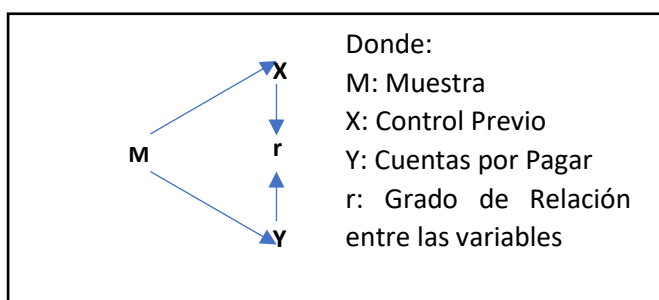 X
M
r
Y
Donde:
M: Muestra
X: Control Previo
Y: Cuentas por Pagar
r: Grado de Relación
entre las variables